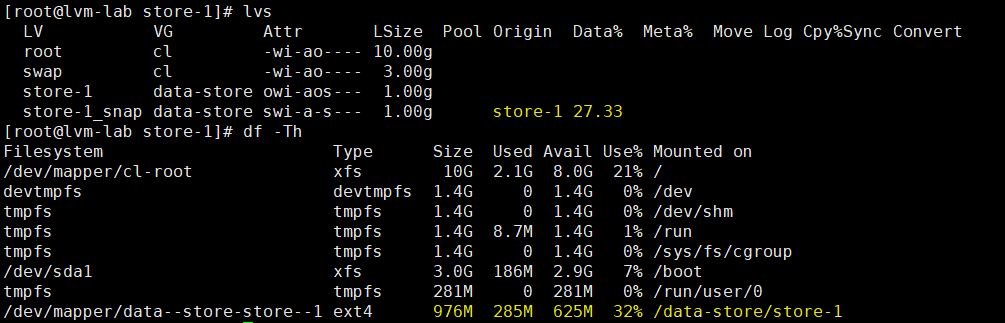 [root@lvm-lab store-1]# lvs
  LV           VG         Attr       LSize  Pool Origin  Data%  Meta%  Move Log Cpy%Sync Convert
  root         cl         -wi-ao---- 10.00g
  swap         cl         -wi-ao----  3.00g
  store-1      data-store owi-aos---  1.00g
  store-1_snap data-store swi-a-s---  1.00g      store-1 27.33
[root@lvm-lab store-1]# df -Th
Filesystem                       Type      Size  Used Avail Use% Mounted on
/dev/mapper/cl-root              xfs        10G  2.1G  8.0G  21% /
devtmpfs                         devtmpfs  1.4G     0  1.4G   0% /dev
tmpfs                            tmpfs     1.4G     0  1.4G   0% /dev/shm
tmpfs                            tmpfs     1.4G  8.7M  1.4G   1% /run
tmpfs                            tmpfs     1.4G     0  1.4G   0% /sys/fs/cgroup
/dev/sda1                        xfs       3.0G  186M  2.9G   7% /boot
tmpfs                            tmpfs     281M     0  281M   0% /run/user/0
/dev/mapper/data--store-store--1 ext4      976M  285M  625M  32% /data-store/store-1